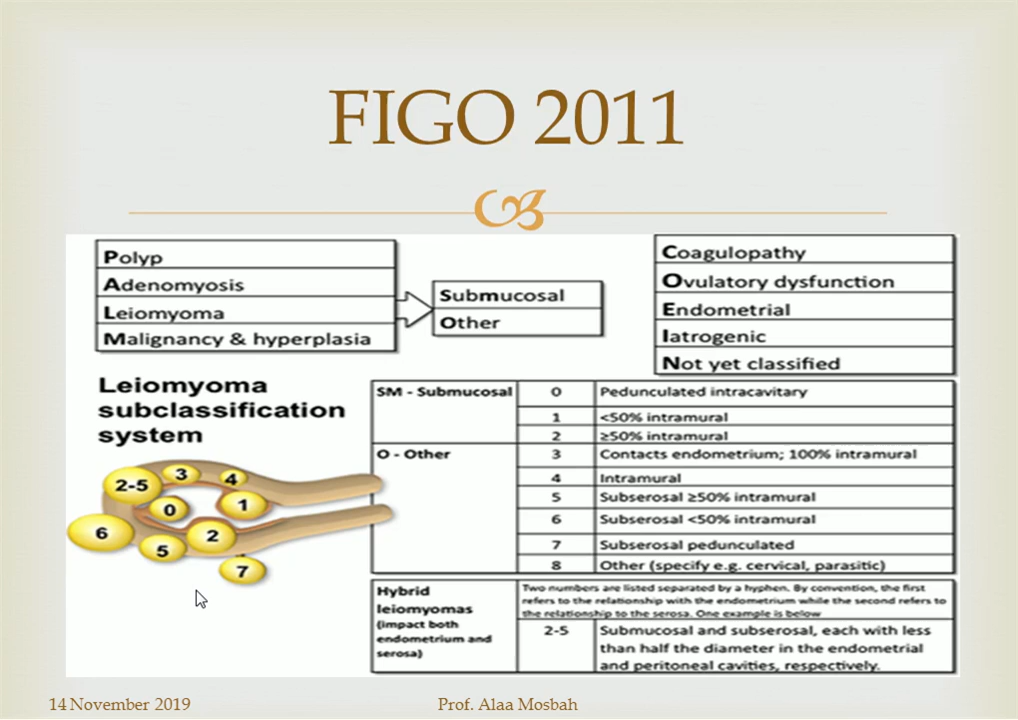 FIGO 2011
Polyp
Adenomyosis
Leiomyoma
Malignancy & hyperplasia
Submucosal
Other
Coagulopathy
Ovulatory dysfunction
Endometrial
Iatrogenic
Not yet classified
Leiomyoma
subclassification
system
3
4
2-5
0
1
6
2
5
7
SM - Submucosal 0 Pedunculated intracavitary
1 <50% intramural
2 ≥50% intramural
O - Other 3 Contacts endometrium; 100% intramural
4 Intramural
5 Subserosal ≥50% intramural
6 Subserosal <50% intramural
7 Subserosal pedunculated
8 Other (specify e.g. cervical, parasitic)
Hybrid
leiomyomas
(impact both
endometrium and
serosa)
Two numbers are listed separated by a hyphen. By convention, the first
refers to the relationship with the endometrium while the second refers to
the relationship to the serosa. One example is below
2-5 Submucosal and subserosal, each with less
than half the diameter in the endometrial
and peritoneal cavities, respectively.
14 November 2019
Prof. Alaa Mosbah